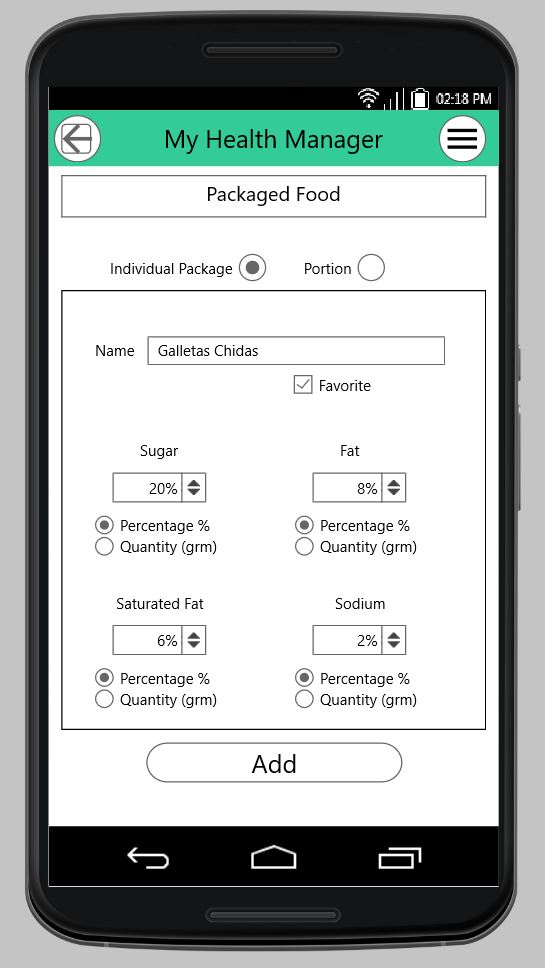 02:18 PM
My Health Manager
Packaged Food
Individual Package Portion
Name Galletas Chidas
Favorite
Sugar Fat
20% 8%
Percentage % Percentage %
Quantity (grm) Quantity (grm)
Saturated Fat Sodium
6% 2%
Percentage % Percentage %
Quantity (grm) Quantity (grm)
Add